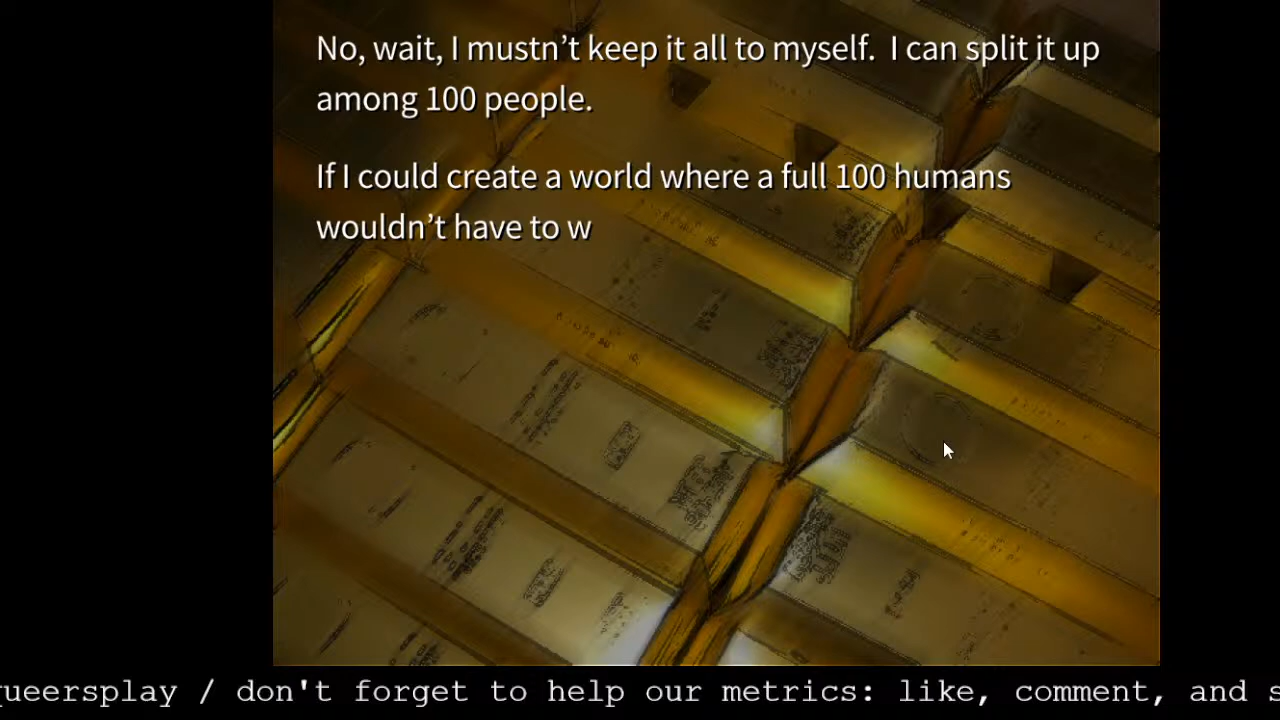 No, wait, I mustn’t keep it all to myself.  I can split it up
among 100 people.
If I could create a world where a full 100 humans
wouldn’t have to w
queersplay / don't forget to help our metrics: like, comment, and s